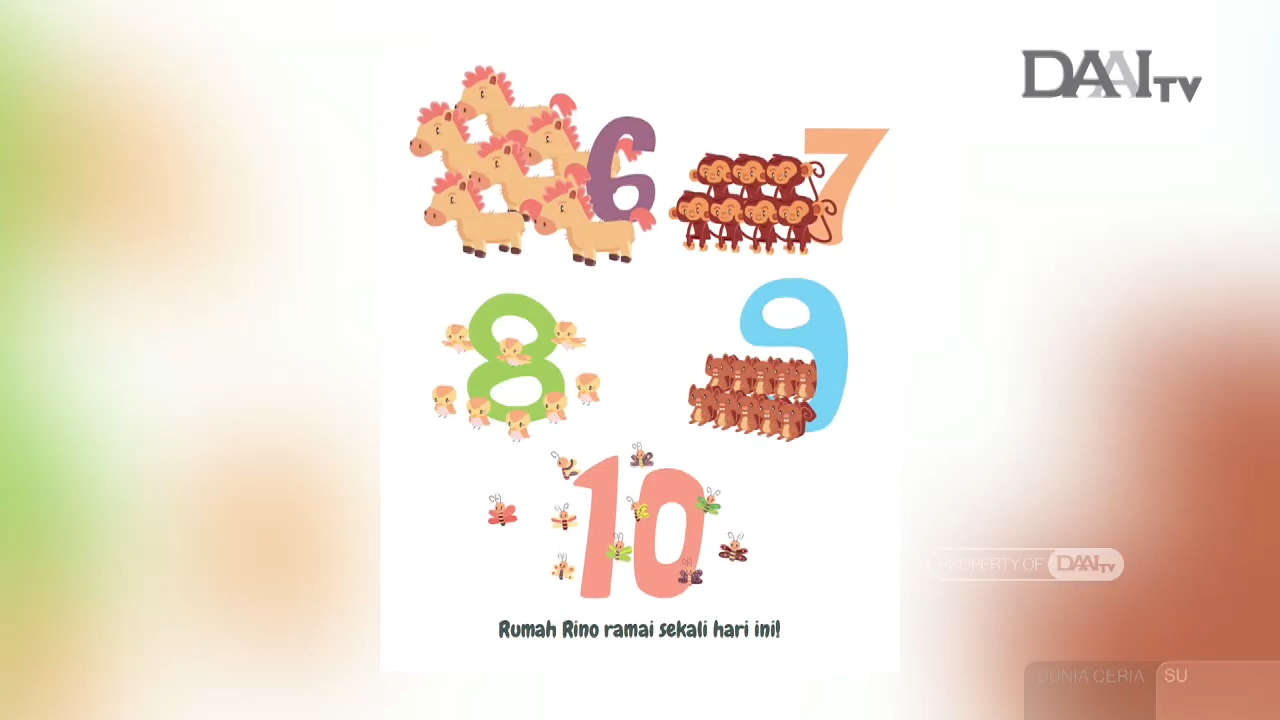 DAAI TV
6
7
8
9
10
Rumah Rino ramai sekali hari ini!
PROPERTY OF DAAI TV
DUNIA CERIA SU